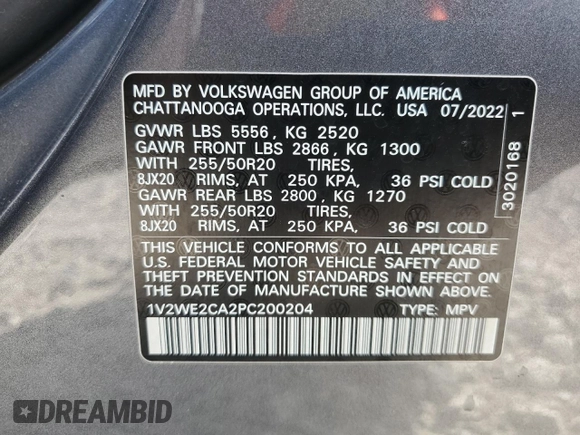 MFD BY VOLKSWAGEN GROUP OF AMERICA
CHATTANOOGA OPERATIONS, LLC. USA 07/2022
GVWR LBS 5556, KG 2520
GAWR FRONT LBS 2866, KG 1300
WITH 255/50R20 TIRES,
8JX20 RIMS, AT 250 KPA, 36 PSI COLD
GAWR REAR LBS 2800, KG 1270
WITH 255/50R20 TIRES,
8JX20 RIMS, AT 250 KPA, 36 PSI COLD
THIS VEHICLE CONFORMS TO ALL APPLICABLE
U.S. FEDERAL MOTOR VEHICLE SAFETY AND
THEFT PREVENTION STANDARDS IN EFFECT ON
THE DATE OF MANUFACTURE SHOWN ABOVE.
1V2WE2CA2PC200204 TYPE: MPV
3020168 1
DREAMBID